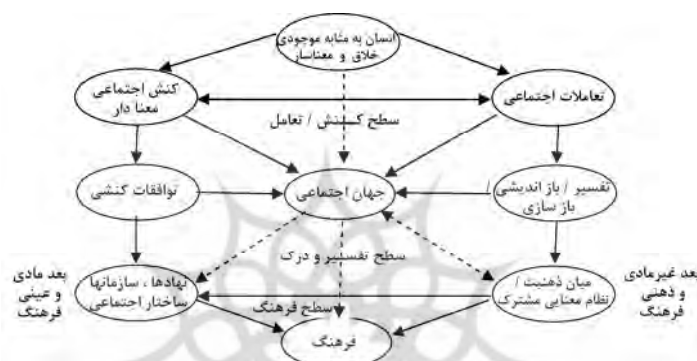 انسان به مثابه موجودی
خلاق و معناساز
کنش اجتماعی
معنا دار
تعاملات اجتماعی
سطح کنش / تعامل
توافقات کنشی
جهان اجتماعی
تفسیر / باز اندیشی /
باز سازی
سطح تفسیر و درک
بعد مادی
و عینی
فرهنگ
نهادها ، سازمانها
ساختار اجتماعی
میان ذهنیت /
نظام معنایی مشترک
بعد غیرمادی
و ذهنی
فرهنگ
سطح فرهنگ
فرهنگ